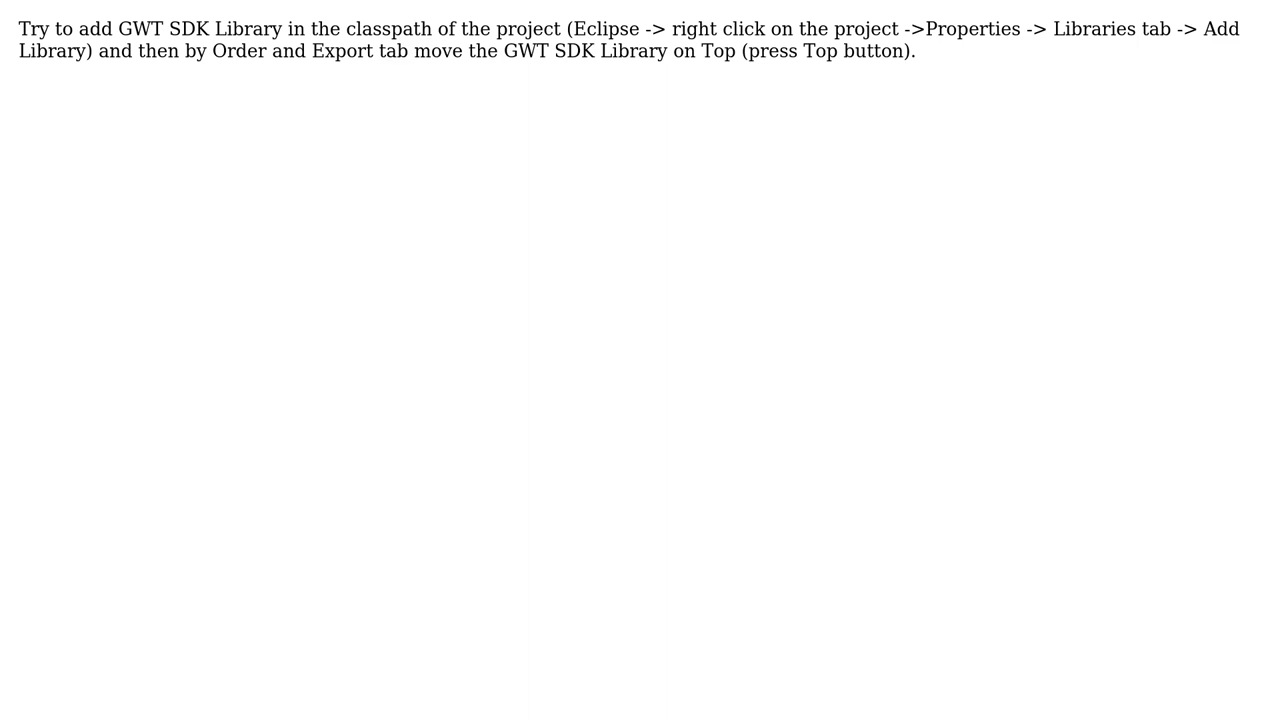 Try to add GWT SDK Library in the classpath of the project (Eclipse -> right click on the project ->Properties -> Libraries tab -> Add
Library) and then by Order and Export tab move the GWT SDK Library on Top (press Top button).